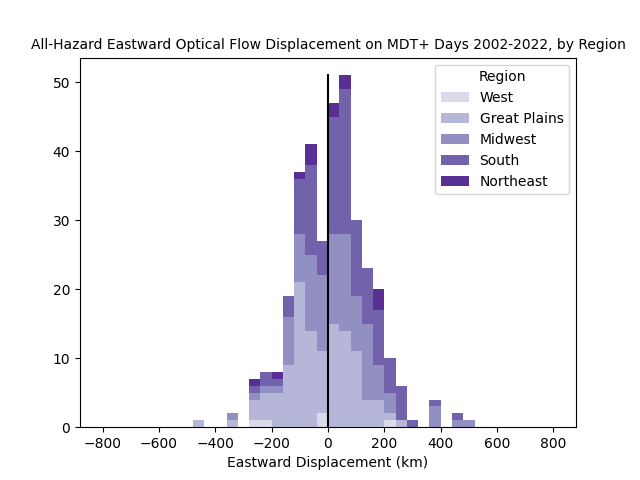 All-Hazard Eastward Optical Flow Displacement on MDT+ Days 2002-2022, by Region
50
40
30
20
10
0
Region
West
Great Plains
Midwest
South
Northeast
−800 −600 −400 −200 0 200 400 600 800
Eastward Displacement (km)